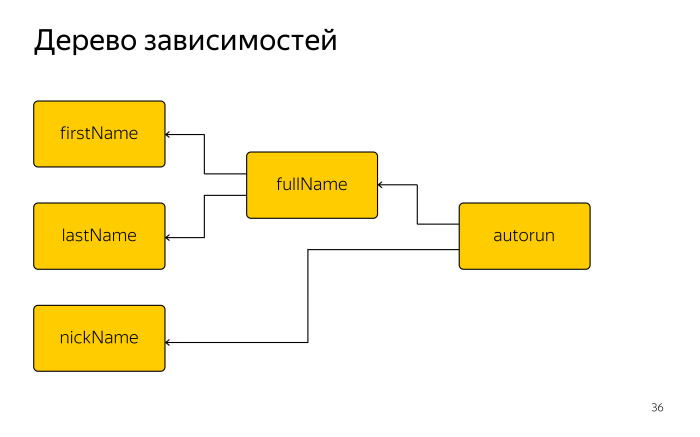 Дерево зависимостей
firstName
fullName
lastName
autorun
nickName
36